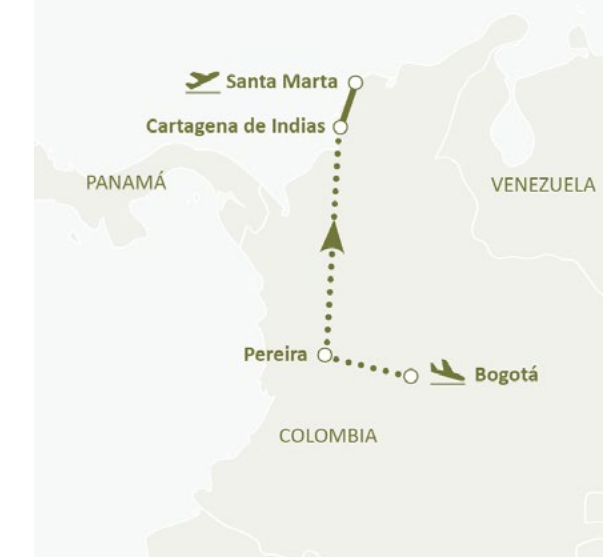 Santa Marta
Cartagena de Indias
PANAMÁ
VENEZUELA
Pereira
Bogotá
COLOMBIA